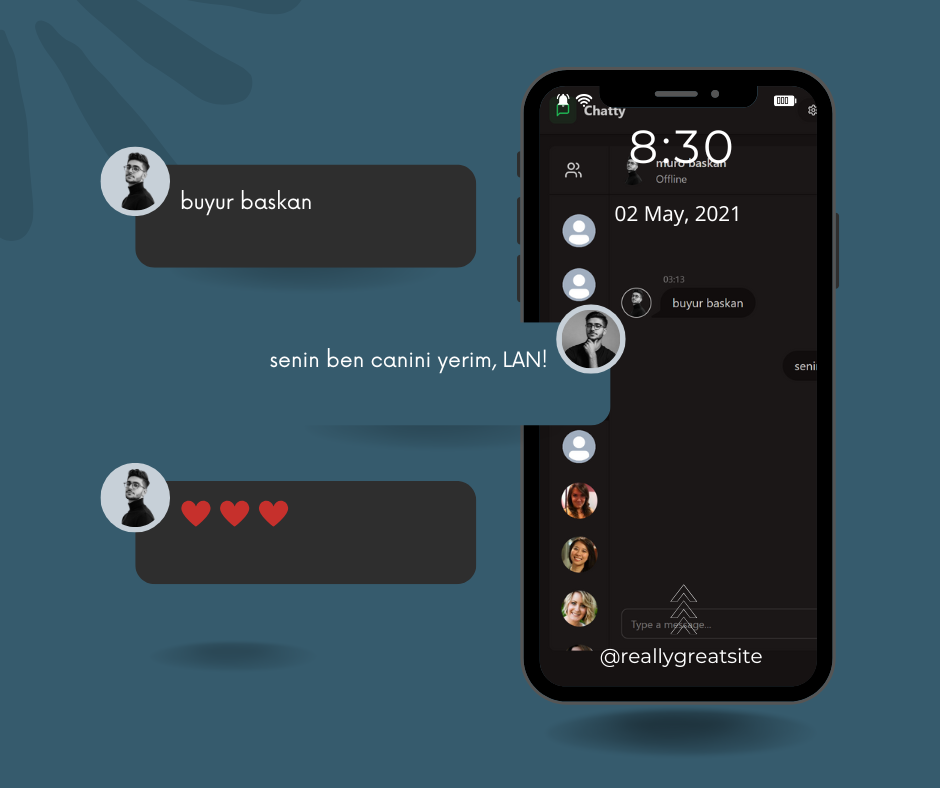 buyur baskan
senin ben canini yerim, LAN!
Chatty
8:30
muro baskan
Offline
02 May, 2021
03:13
buyur baskan
seni
Type a message...
@reallygreatsite